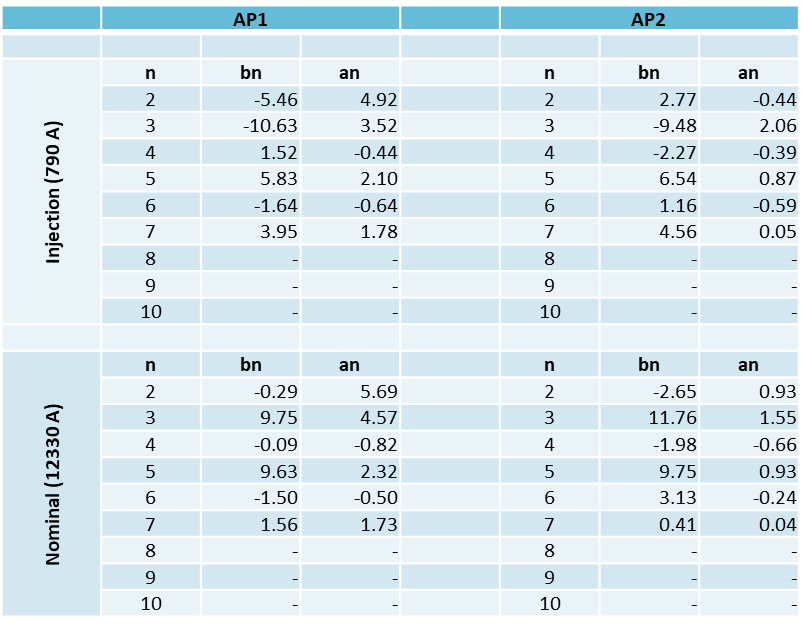 AP1 AP2
Injection (790 A)
n bn an n bn an
2 -5.46 4.92 2 2.77 -0.44
3 -10.63 3.52 3 -9.48 2.06
4 1.52 -0.44 4 -2.27 -0.39
5 5.83 2.10 5 6.54 0.87
6 -1.64 -0.64 6 1.16 -0.59
7 3.95 1.78 7 4.56 0.05
8 - - 8 - -
9 - - 9 - -
10 - - 10 - -
Nominal (12330 A)
n bn an n bn an
2 -0.29 5.69 2 -2.65 0.93
3 9.75 4.57 3 11.76 1.55
4 -0.09 -0.82 4 -1.98 -0.66
5 9.63 2.32 5 9.75 0.93
6 -1.50 -0.50 6 3.13 -0.24
7 1.56 1.73 7 0.41 0.04
8 - - 8 - -
9 - - 9 - -
10 - - 10 - -